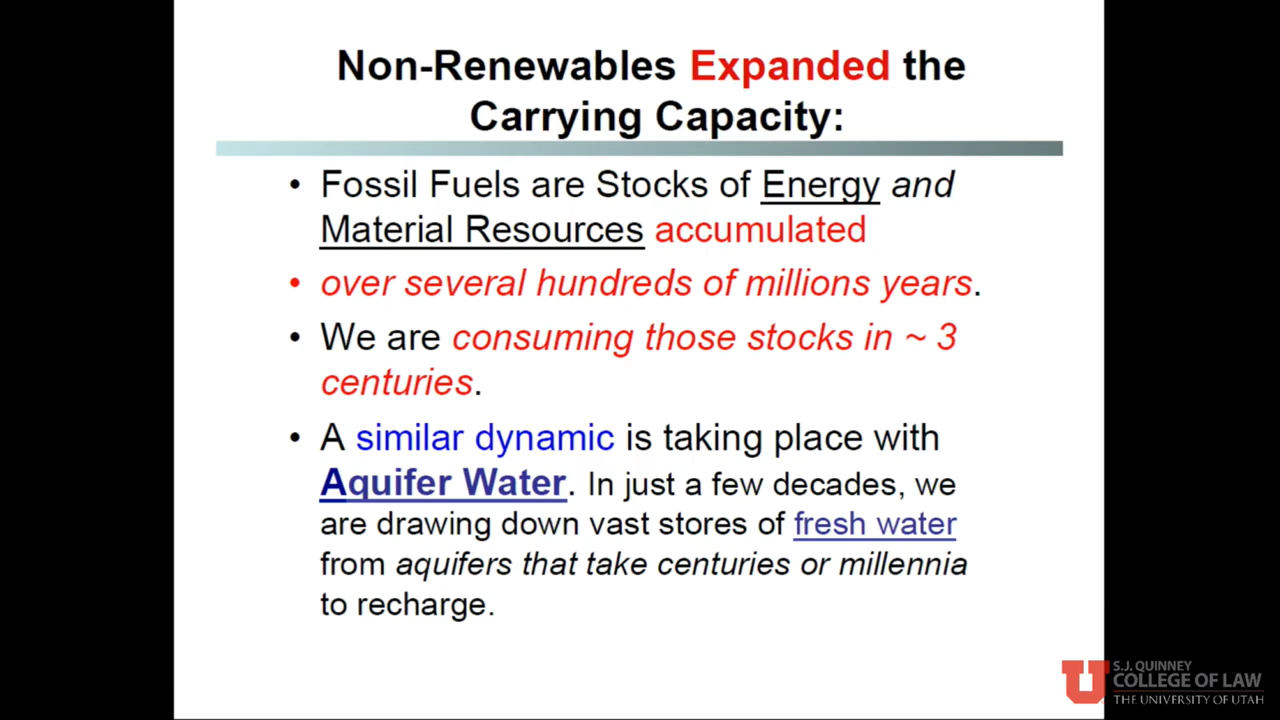 Non-Renewables Expanded the
Carrying Capacity:
• Fossil Fuels are Stocks of Energy and
Material Resources accumulated
• over several hundreds of millions years.
• We are consuming those stocks in ~ 3
centuries.
• A similar dynamic is taking place with
Aquifer Water. In just a few decades, we
are drawing down vast stores of fresh water
from aquifers that take centuries or millennia
to recharge.
U
S.J. QUINNEY
COLLEGE OF LAW
THE UNIVERSITY OF UTAH